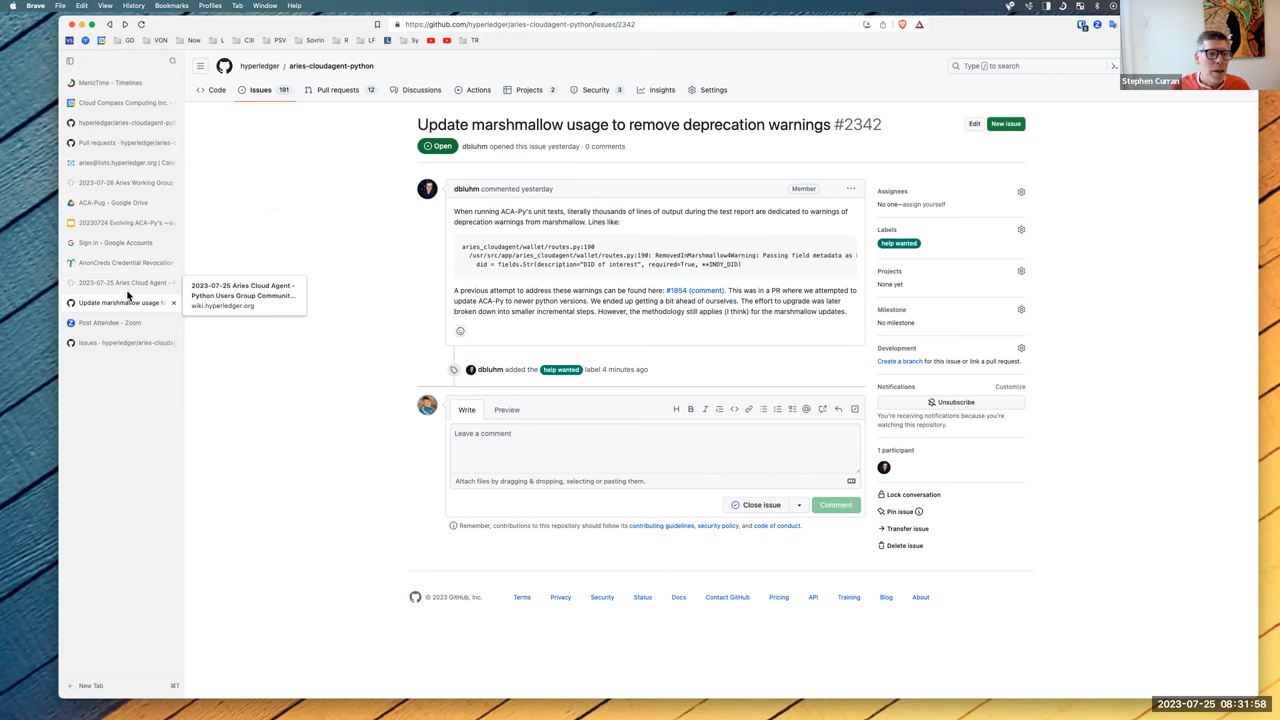 Brave File Edit View History Bookmarks Profiles Tab Window Help
https://github.com/hyperledger/aries-cloudagent-python/issues/2342
GD VON Now L C3I PSV Sovrin R LF Sy TR
ManicTime - Timelines
Cloud Compass Computing Inc. -
hyperledger/aries-cloudagent-pyt
Pull requests · hyperledger/aries-c
aries@lists.hyperledger.org | Cale
2023-07-26 Aries Working Group
ACA-Pug - Google Drive
20230724 Evolving ACA-Py's
Sign in - Google Accounts
AnonCreds Credential Revocation
2023-07-25 Aries Cloud Agent -
Update marshmallow usage to
Post Attendee - Zoom
Issues · hyperledger/aries-clouda
New Tab ⌘T
2023-07-25 Aries Cloud Agent -
Python Users Group Communit...
wiki.hyperledger.org
hyperledger / aries-cloudagent-python
Type / to search
Code Issues 191 Pull requests 12 Discussions Actions Projects 2 Security 3 Insights Settings
Update marshmallow usage to remove deprecation warnings #2342
Edit New issue
Open dbluhm opened this issue yesterday · 0 comments
dbluhm commented yesterday Member ...
When running ACA-Py's unit tests, literally thousands of lines of output during the test report are dedicated to warnings of
deprecation warnings from marshmallow. Lines like:
aries_cloudagent/wallet/routes.py:190
/usr/src/app/aries_cloudagent/wallet/routes.py:190: RemovedInMarshmallow4Warning: Passing field metadata as
did = fields.Str(description="DID of interest", required=True, **INDY_DID)
A previous attempt to address these warnings can be found here: #1854 (comment). This was in a PR where we attempted to
update ACA-Py to newer python versions. We ended up getting a bit ahead of ourselves. The effort to upgrade was later
broken down into smaller incremental steps. However, the methodology still applies (I think) for the marshmallow updates.
dbluhm added the help wanted label 4 minutes ago
Write Preview
Leave a comment
Attach files by dragging & dropping, selecting or pasting them.
Close issue Comment
Remember, contributions to this repository should follow its contributing guidelines, security policy, and code of conduct.
Assignees
No one—assign yourself
Labels
help wanted
Projects
None yet
Milestone
No milestone
Development
Create a branch for this issue or link a pull request.
Notifications Customize
Unsubscribe
You're receiving notifications because you're
watching this repository.
1 participant
Lock conversation
Pin issue
Transfer issue
Delete issue
© 2023 GitHub, Inc. Terms Privacy Security Status Docs Contact GitHub Pricing API Training Blog About
Stephen Curran
2023-07-25 08:31:58